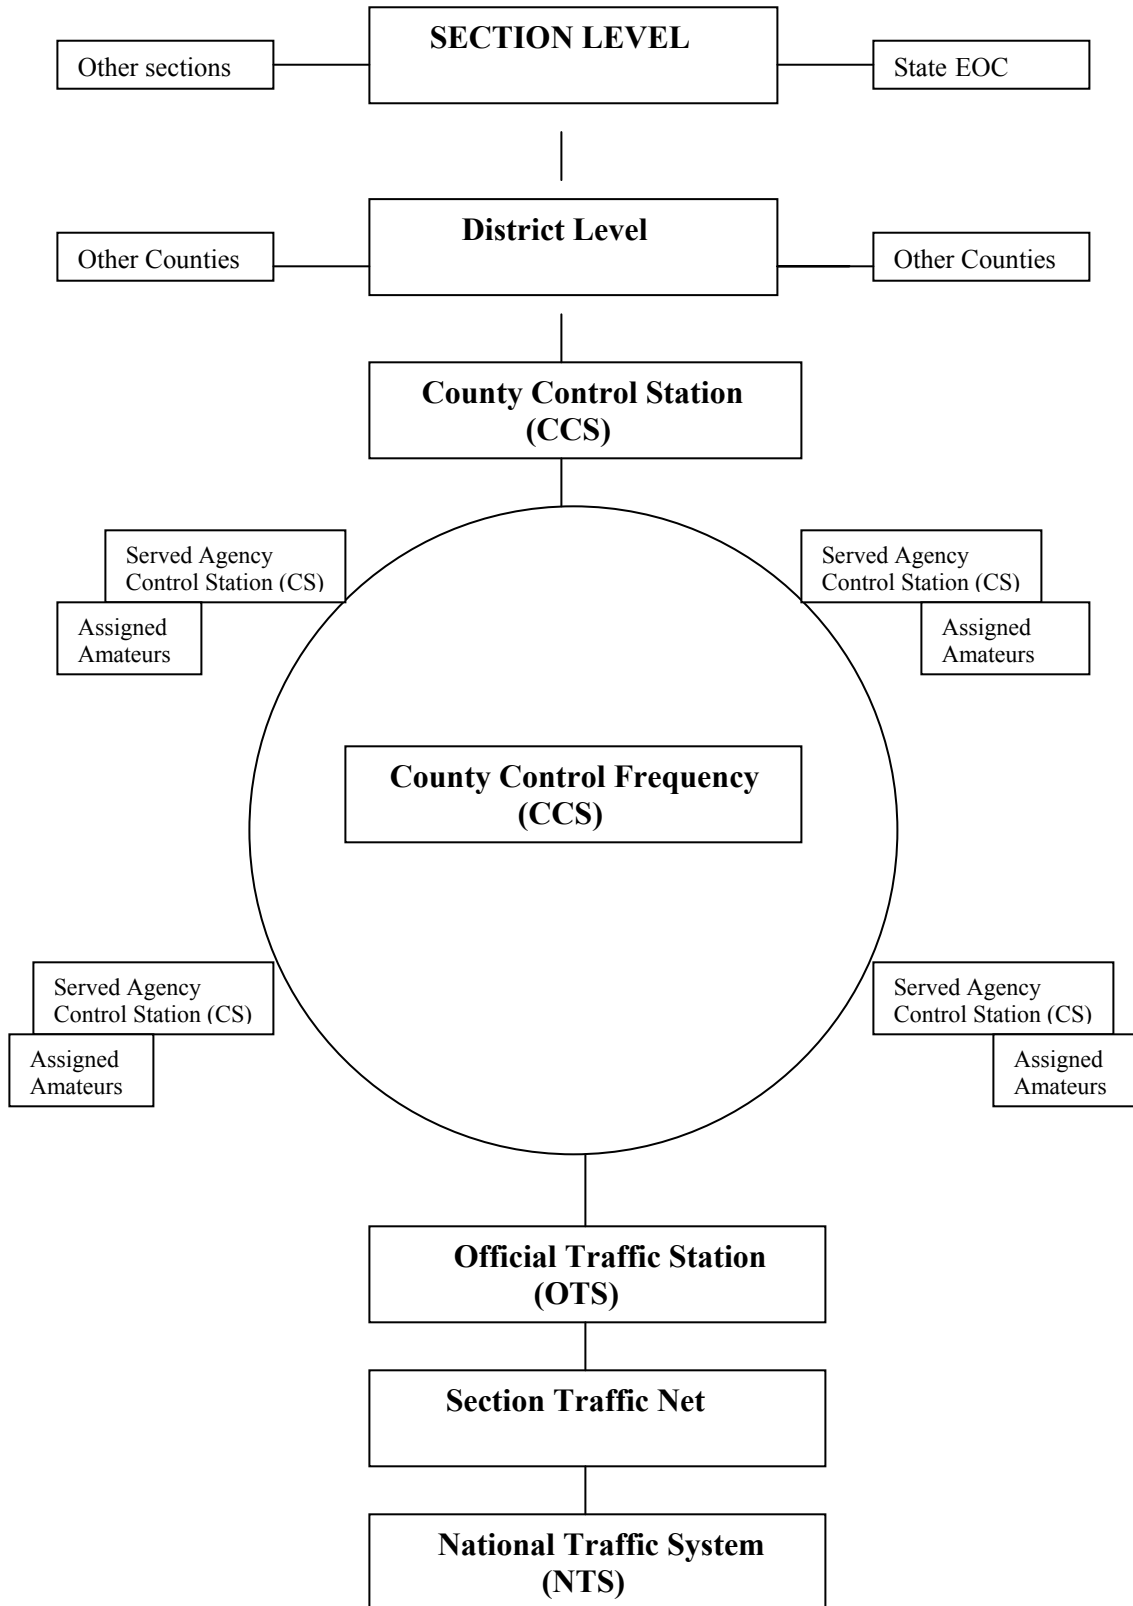 SECTION LEVEL
Other sections
State EOC
District Level
Other Counties
Other Counties
County Control Station
(CCS)
Served Agency
Control Station (CS)
Assigned
Amateurs
Served Agency
Control Station (CS)
Assigned
Amateurs
County Control Frequency
(CCS)
Served Agency
Control Station (CS)
Assigned
Amateurs
Served Agency
Control Station (CS)
Assigned
Amateurs
Official Traffic Station
(OTS)
Section Traffic Net
National Traffic System
(NTS)